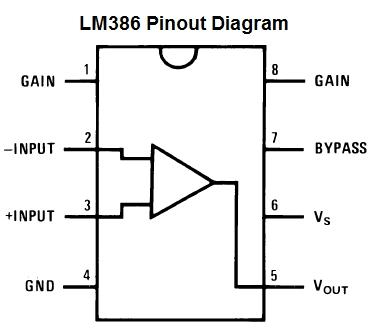 LM386 Pinout Diagram
GAIN 1 8 GAIN
−INPUT 2 7 BYPASS
+INPUT 3 6 VS
GND 4 5 VOUT